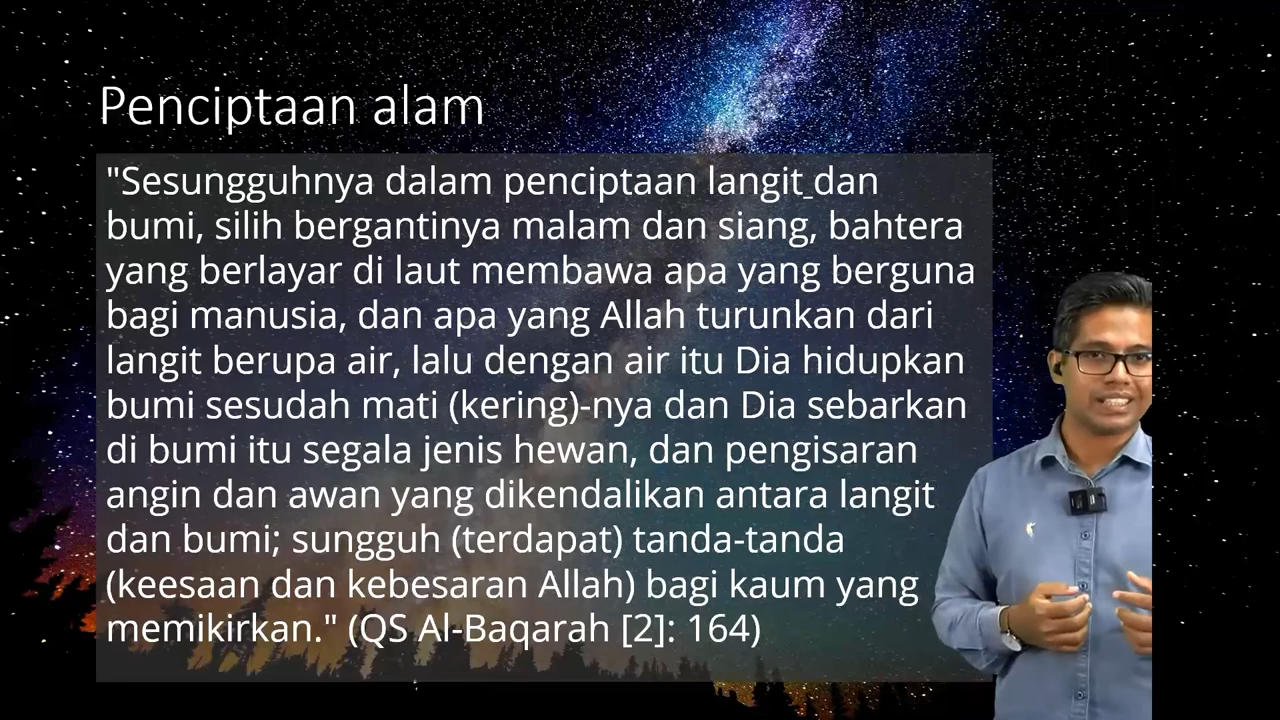 Penciptaan alam
"Sesungguhnya dalam penciptaan langit dan
bumi, silih bergantinya malam dan siang, bahtera
yang berlayar di laut membawa apa yang berguna
bagi manusia, dan apa yang Allah turunkan dari
langit berupa air, lalu dengan air itu Dia hidupkan
bumi sesudah mati (kering)-nya dan Dia sebarkan
di bumi itu segala jenis hewan, dan pengisaran
angin dan awan yang dikendalikan antara langit
dan bumi; sungguh (terdapat) tanda-tanda
(keesaan dan kebesaran Allah) bagi kaum yang
memikirkan." (QS Al-Baqarah [2]: 164)